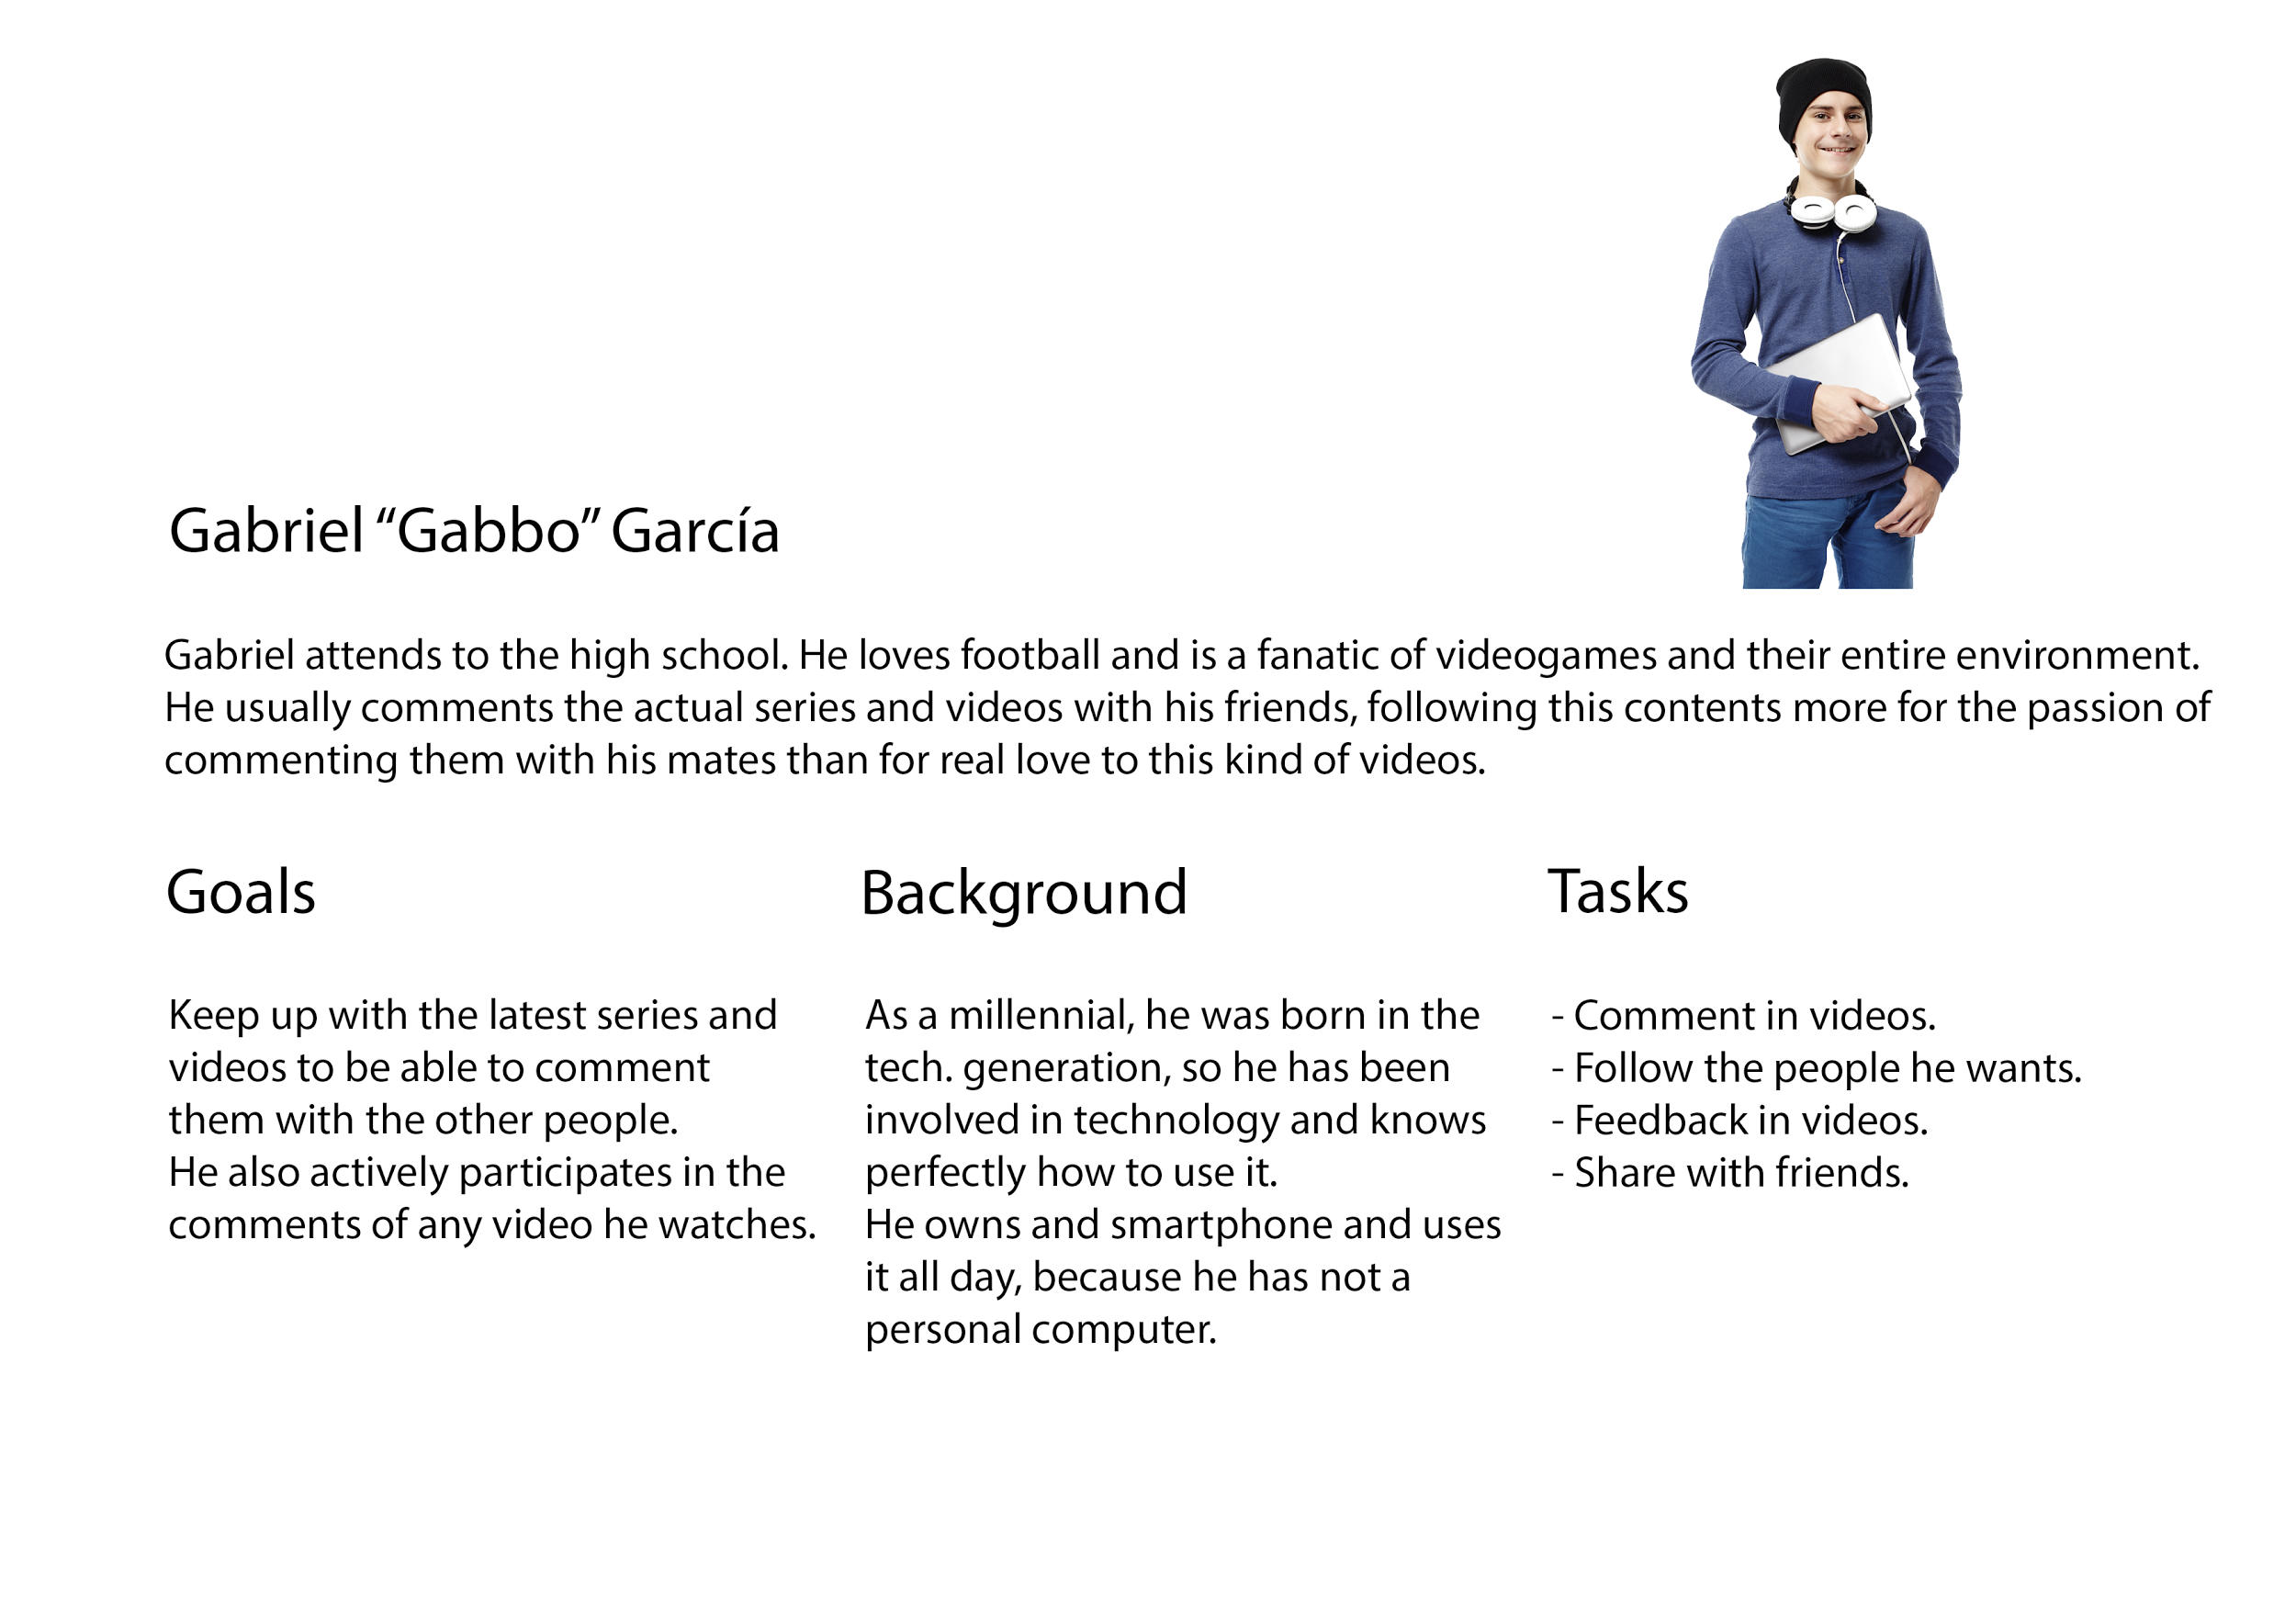 Gabriel “Gabbo” García
Gabriel attends to the high school. He loves football and is a fanatic of videogames and their entire environment.
He usually comments the actual series and videos with his friends, following this contents more for the passion of
commenting them with his mates than for real love to this kind of videos.
Goals
Keep up with the latest series and
videos to be able to comment
them with the other people.
He also actively participates in the
comments of any video he watches.
Background
As a millennial, he was born in the
tech. generation, so he has been
involved in technology and knows
perfectly how to use it.
He owns and smartphone and uses
it all day, because he has not a
personal computer.
Tasks
- Comment in videos.
- Follow the people he wants.
- Feedback in videos.
- Share with friends.